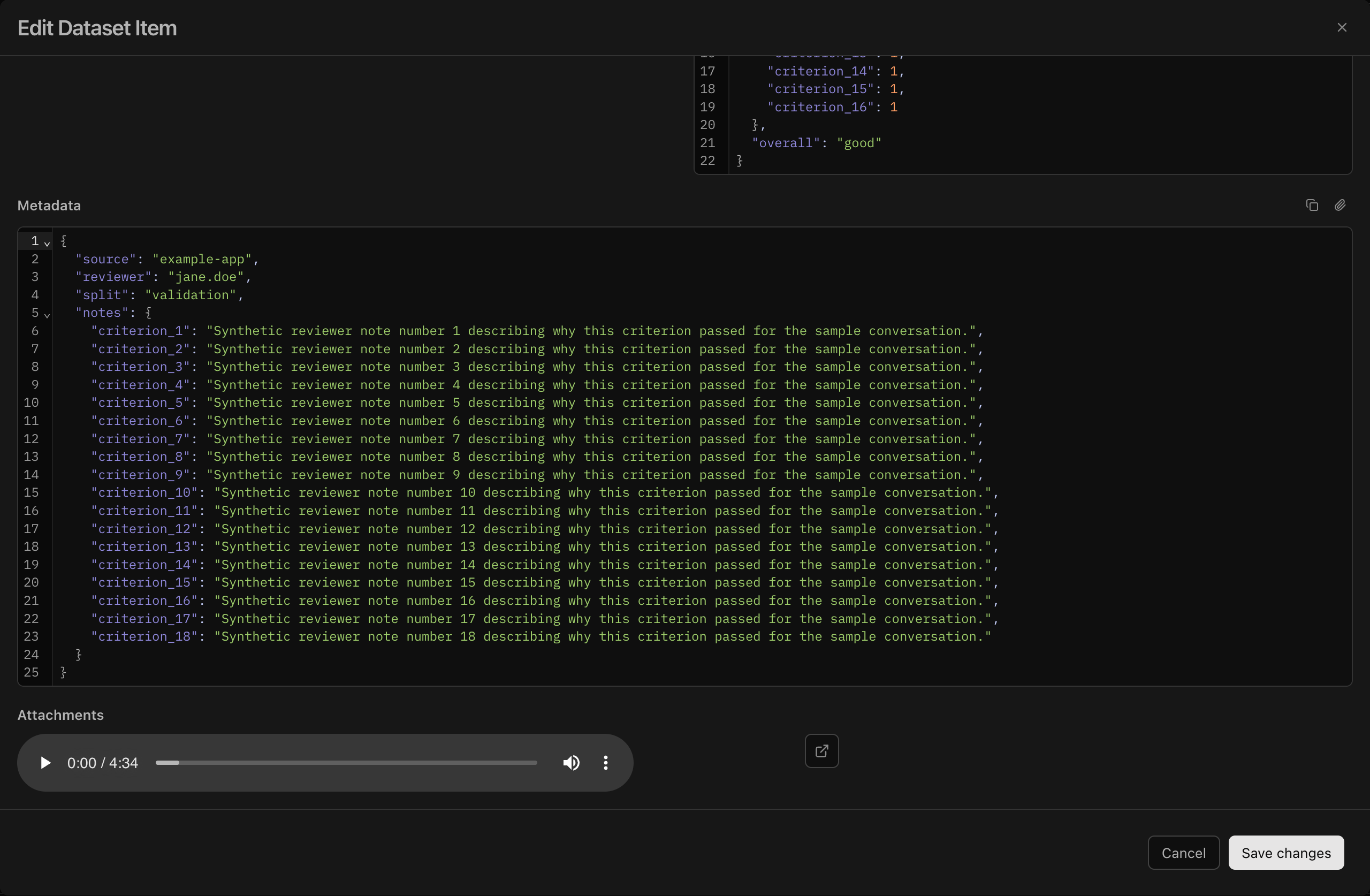 Edit Dataset Item
17 "criterion_14": 1,
18 "criterion_15": 1,
19 "criterion_16": 1
20 },
21 "overall": "good"
22 }
Metadata
1 {
2 "source": "example-app",
3 "reviewer": "jane.doe",
4 "split": "validation",
5 "notes": {
6 "criterion_1": "Synthetic reviewer note number 1 describing why this criterion passed for the sample conversation.",
7 "criterion_2": "Synthetic reviewer note number 2 describing why this criterion passed for the sample conversation.",
8 "criterion_3": "Synthetic reviewer note number 3 describing why this criterion passed for the sample conversation.",
9 "criterion_4": "Synthetic reviewer note number 4 describing why this criterion passed for the sample conversation.",
10 "criterion_5": "Synthetic reviewer note number 5 describing why this criterion passed for the sample conversation.",
11 "criterion_6": "Synthetic reviewer note number 6 describing why this criterion passed for the sample conversation.",
12 "criterion_7": "Synthetic reviewer note number 7 describing why this criterion passed for the sample conversation.",
13 "criterion_8": "Synthetic reviewer note number 8 describing why this criterion passed for the sample conversation.",
14 "criterion_9": "Synthetic reviewer note number 9 describing why this criterion passed for the sample conversation.",
15 "criterion_10": "Synthetic reviewer note number 10 describing why this criterion passed for the sample conversation.",
16 "criterion_11": "Synthetic reviewer note number 11 describing why this criterion passed for the sample conversation.",
17 "criterion_12": "Synthetic reviewer note number 12 describing why this criterion passed for the sample conversation.",
18 "criterion_13": "Synthetic reviewer note number 13 describing why this criterion passed for the sample conversation.",
19 "criterion_14": "Synthetic reviewer note number 14 describing why this criterion passed for the sample conversation.",
20 "criterion_15": "Synthetic reviewer note number 15 describing why this criterion passed for the sample conversation.",
21 "criterion_16": "Synthetic reviewer note number 16 describing why this criterion passed for the sample conversation.",
22 "criterion_17": "Synthetic reviewer note number 17 describing why this criterion passed for the sample conversation.",
23 "criterion_18": "Synthetic reviewer note number 18 describing why this criterion passed for the sample conversation."
24 }
25 }
Attachments
0:00 / 4:34
Cancel
Save changes